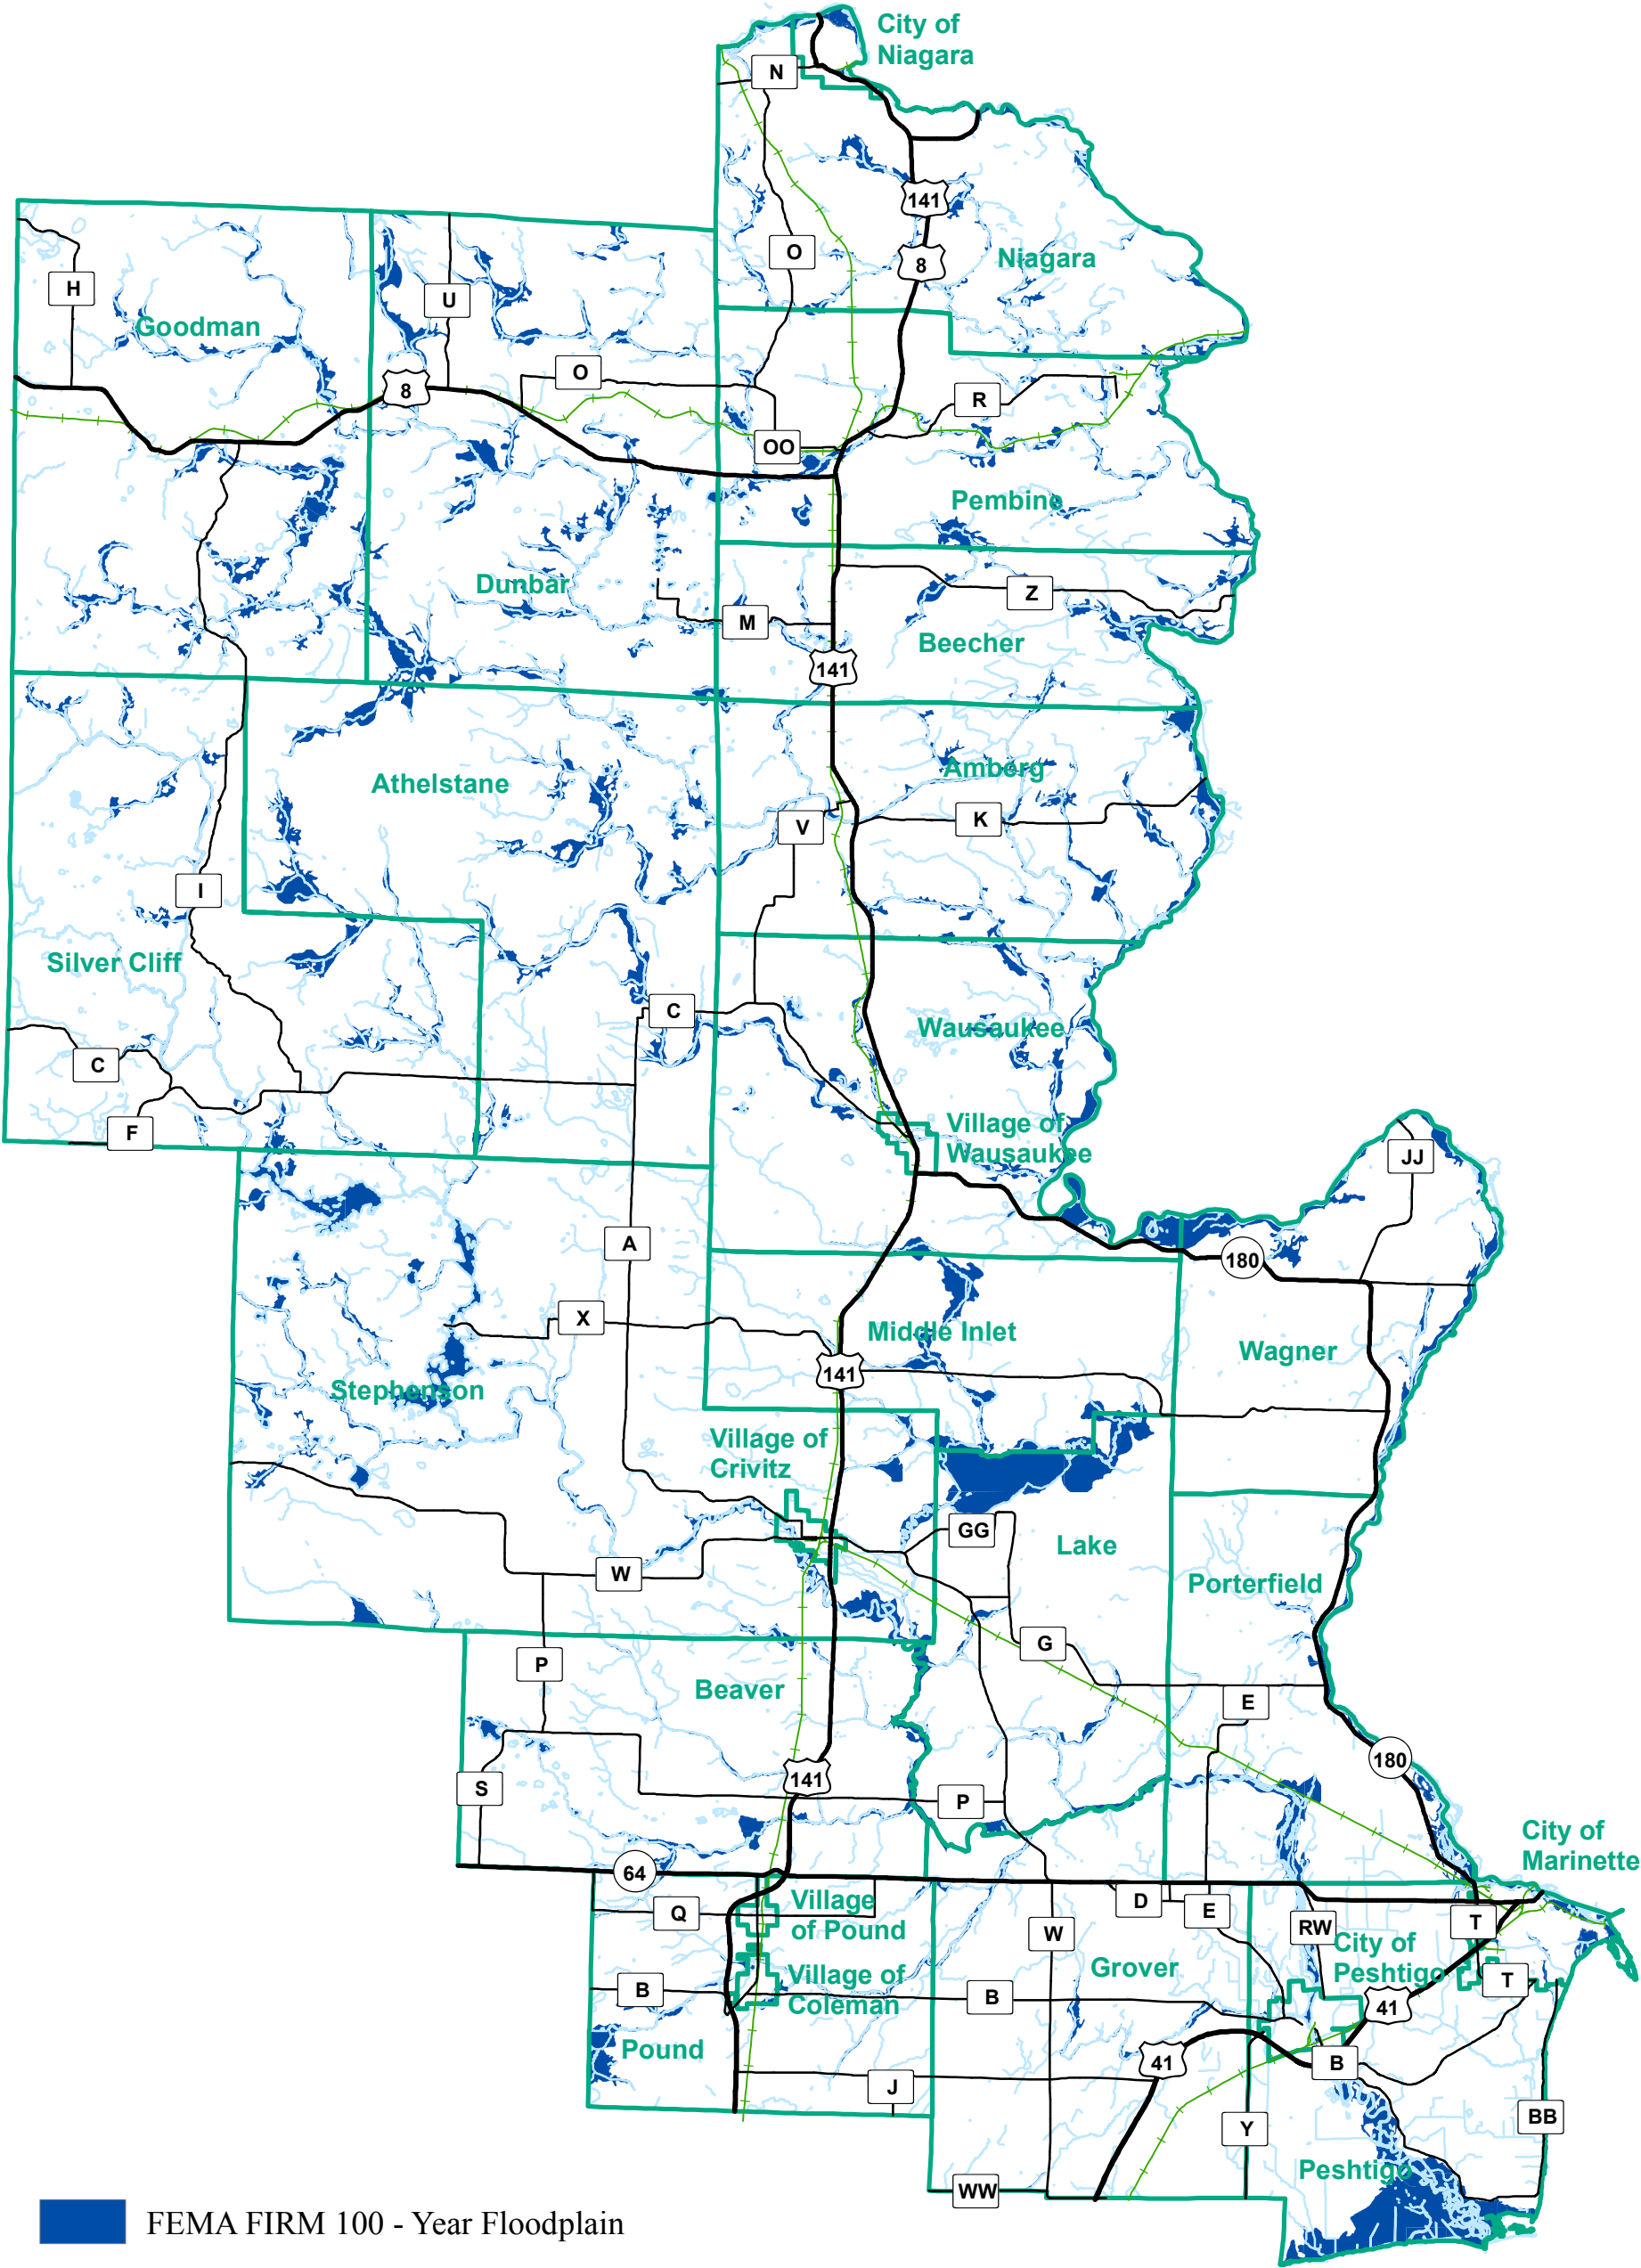 City of
Niagara
N
141
O
8
Niagara
H
U
Goodman
O
8
R
OO
Pembine
Dunbar
Z
M
Beecher
141
Amberg
Athelstane
V
K
I
Silver Cliff
C
Wausaukee
C
Village of
Wausaukee
F
JJ
A
180
X
Middle Inlet
Wagner
141
Stephenson
Village of
Crivitz
GG
Lake
W
Porterfield
G
P
Beaver
E
180
141
S
P
City of
Marinette
64
Village
of Pound
Q
D
E
W
RW
T
City of
Peshtigo
Grover
Village of
Coleman
B
B
T
41
Pound
41
B
J
BB
Y
Peshtigo
WW
FEMA FIRM 100 - Year Floodplain